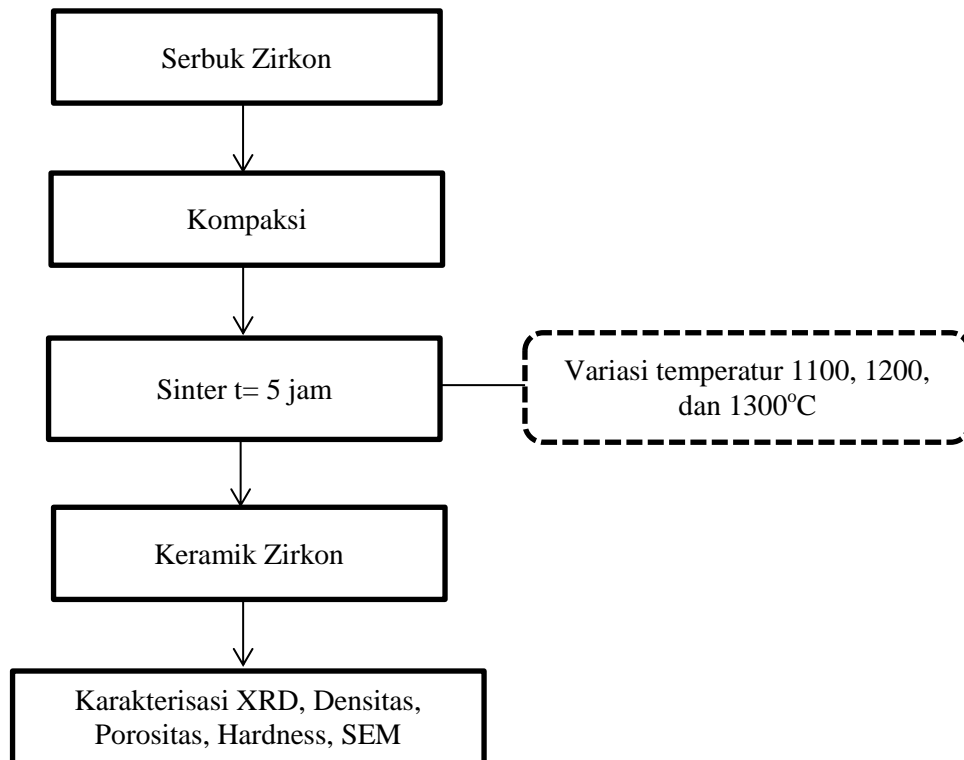 Serbuk Zirkon
Kompaksi
Sinter t= 5 jam
Variasi temperatur 1100, 1200,
dan 1300°C
Keramik Zirkon
Karakterisasi XRD, Densitas,
Porositas, Hardness, SEM